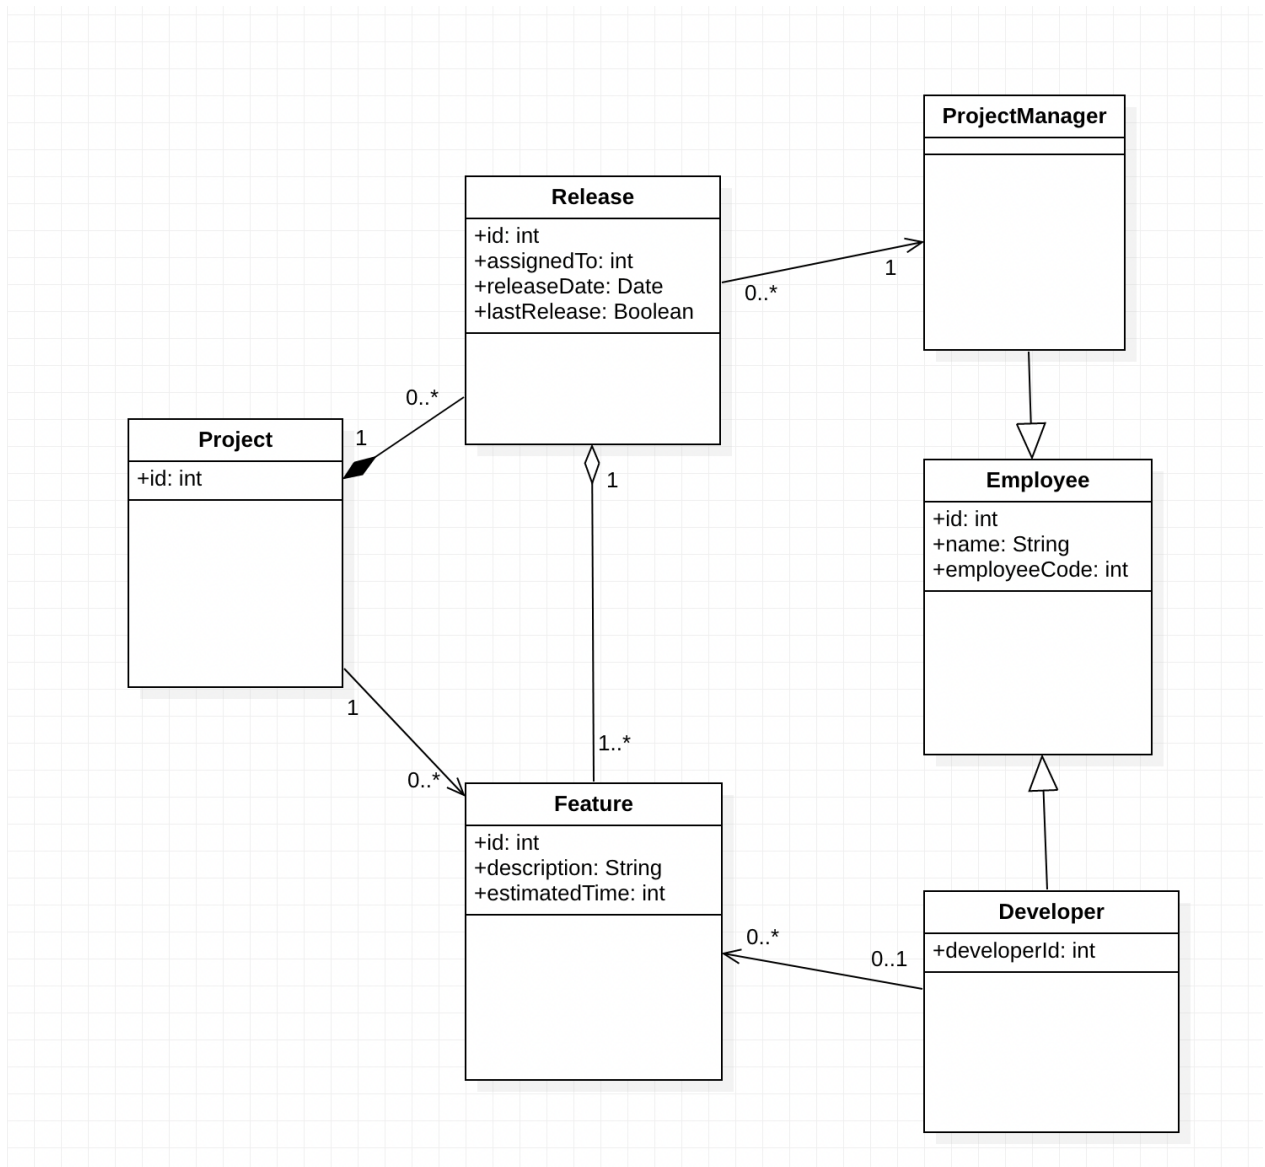 ProjectManager
Release
+id: int
+assignedTo: int
+releaseDate: Date
+lastRelease: Boolean
1
0..*
0..*
1
Project
+id: int
1
Employee
+id: int
+name: String
+employeeCode: int
1
0..*
1..*
Feature
+id: int
+description: String
+estimatedTime: int
Developer
+developerId: int
0..*
0..1